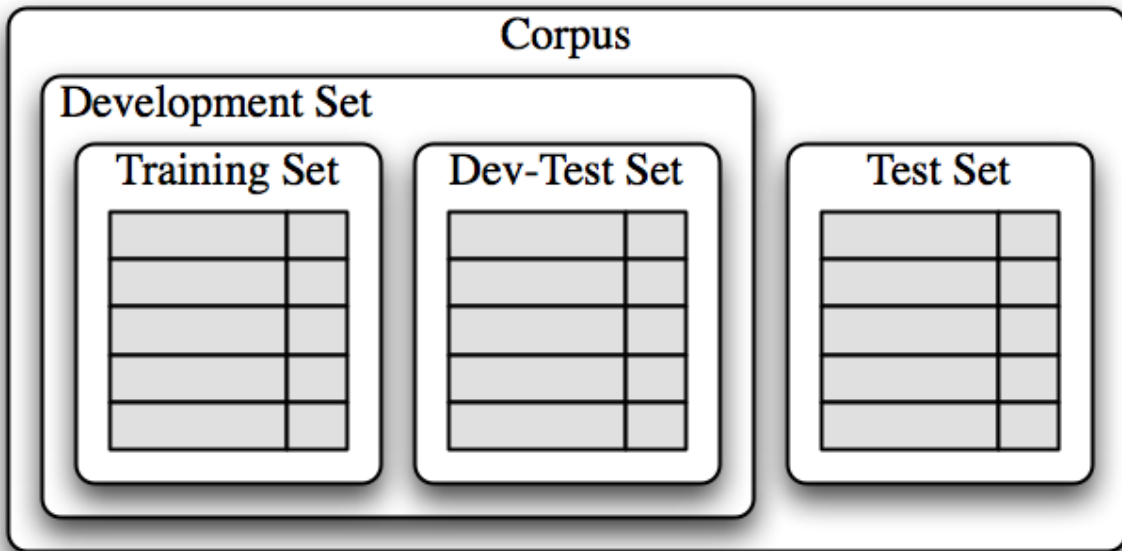 Corpus
Development Set
Training Set
Dev-Test Set
Test Set